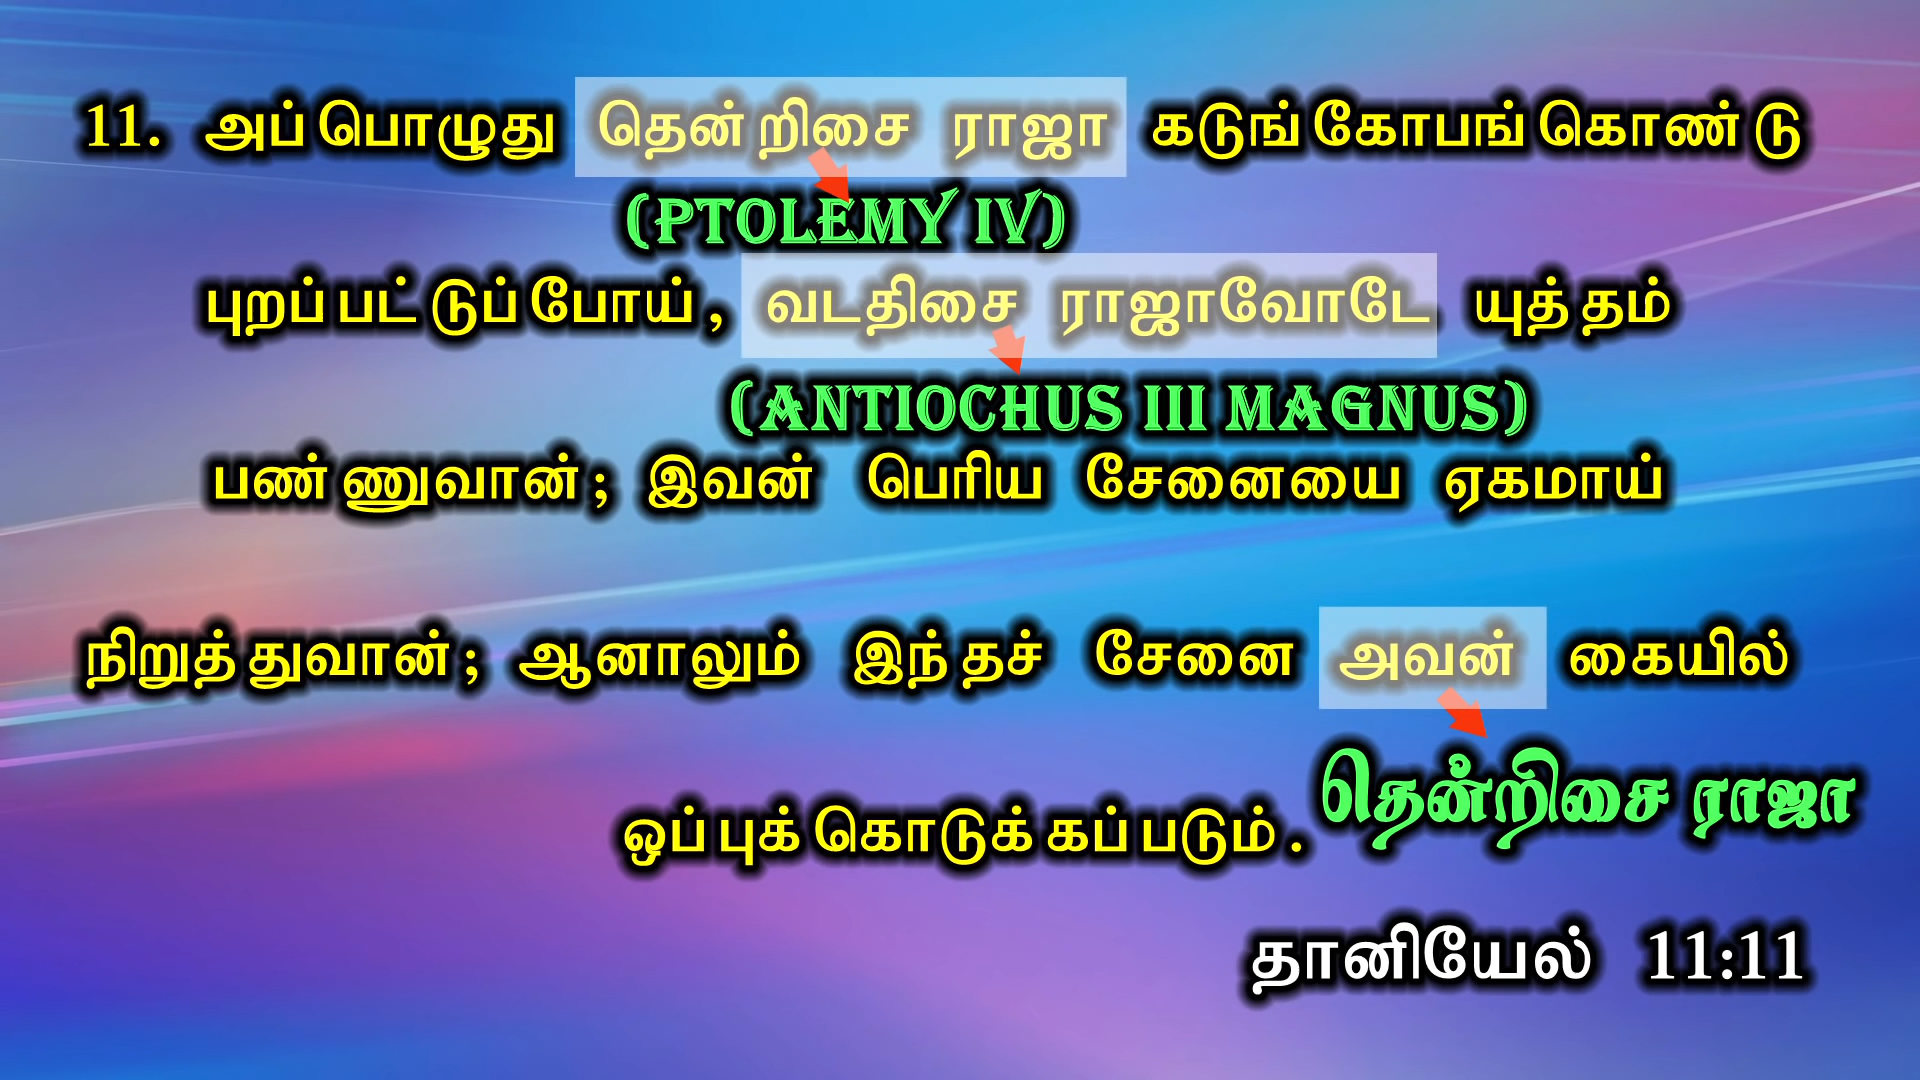 11. அப்பொழுது தென்றிசை ராஜா கடுங்கோபங்கொண்டு
(PTOLEMY IV)
புறப்பட்டுப்போய், வடதிசை ராஜாவோடே யுத்தம்
(ANTIOCHUS III MAGNUS)
பண்ணுவான்; இவன் பெரிய சேனையை ஏகமாய்
நிறுத்துவான்; ஆனாலும் இந்தச் சேனை அவன் கையில்
தென்றிசை ராஜா
ஒப்புக்கொடுக்கப்படும்.
தானியேல் 11:11